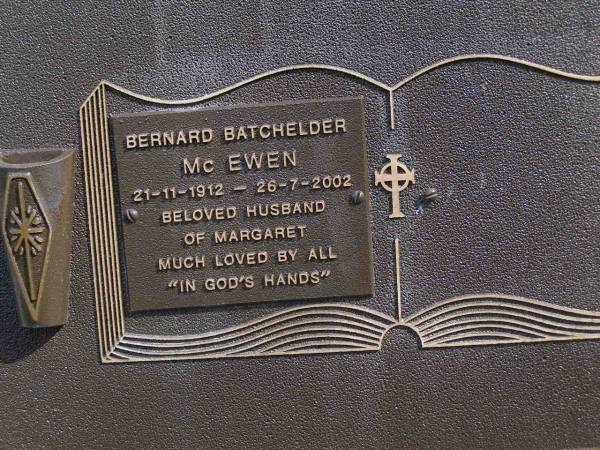 BERNARD BATCHELDER
Mc EWEN
21-11-1912 — 26-7-2002
BELOVED HUSBAND
OF MARGARET
MUCH LOVED BY ALL
"IN GOD'S HANDS"